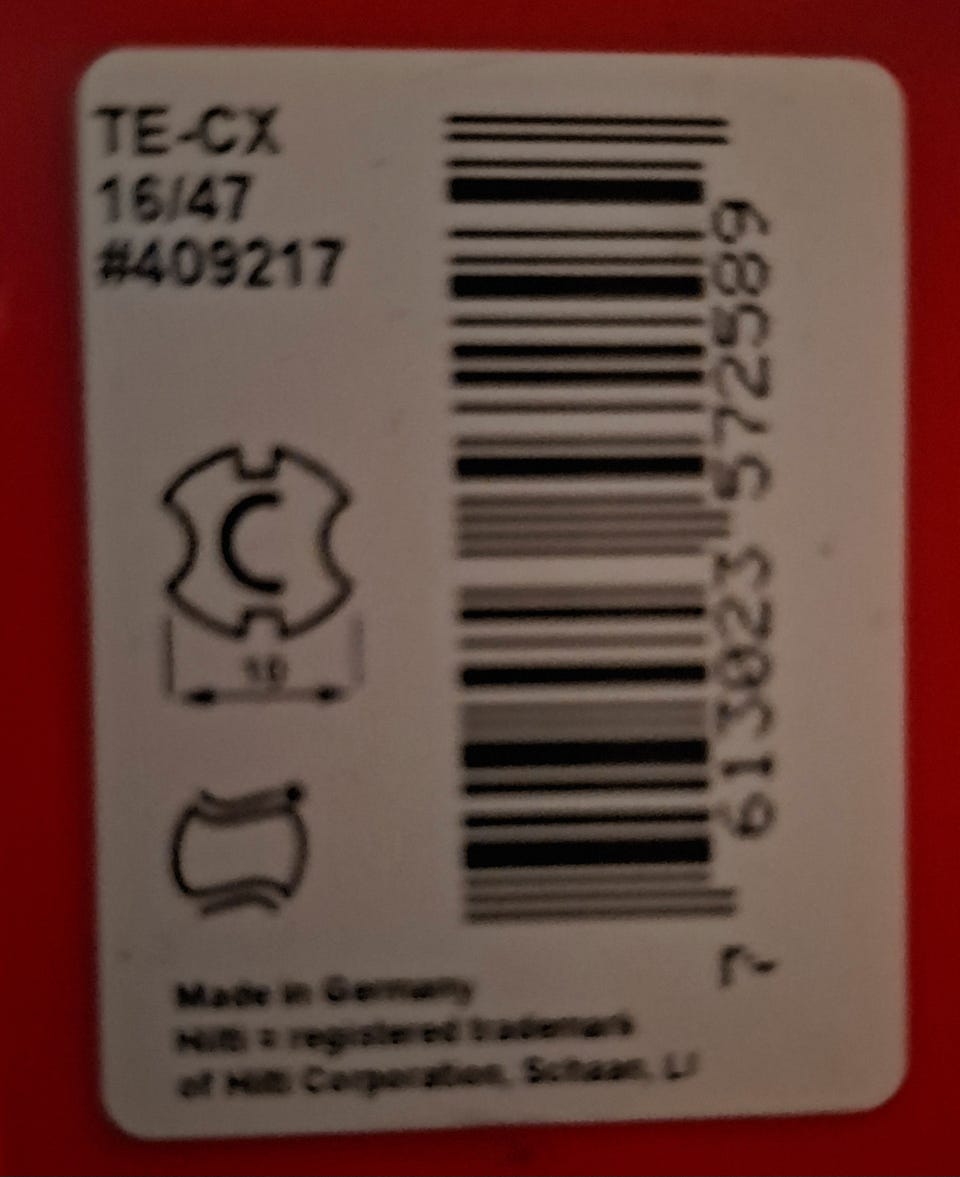 TE-CX
16/47
#409217
C
10
7 613023 572589
Made in Germany
Hilti = registered trademark
of Hilti Corporation, Schaan, LI